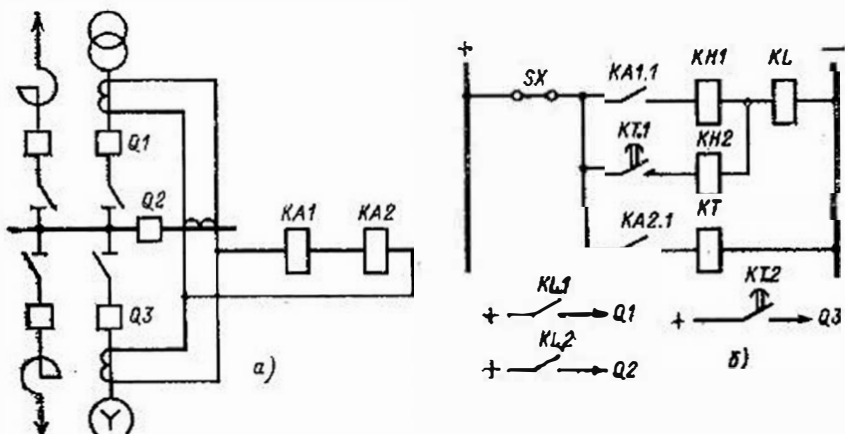 Q1
Q2
KA1 KA2
Q3
а)
+ SX KA1.1 KH1 KL –
KT.1 KH2
KA2.1 KT
KL.1 KT.2
+ Q1 + Q3
KL.2
+ Q2 б)